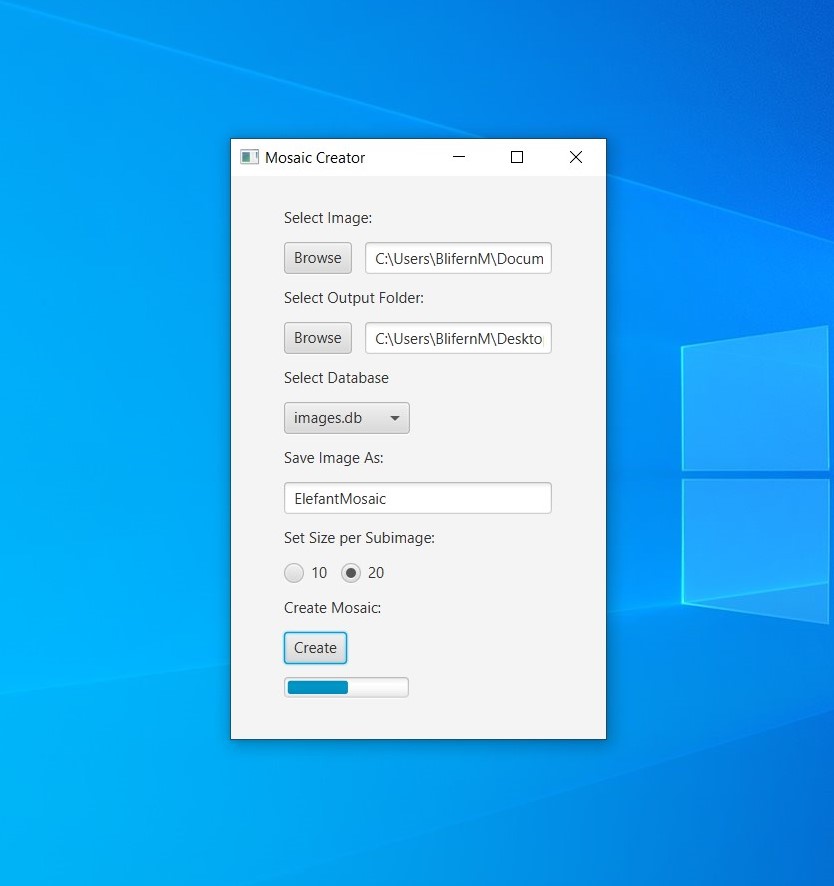 Mosaic Creator
Select Image:
Browse C:\Users\BlifernM\Docum
Select Output Folder:
Browse C:\Users\BlifernM\Deskto
Select Database
images.db
Save Image As:
ElefantMosaic
Set Size per Subimage:
10 20
Create Mosaic:
Create